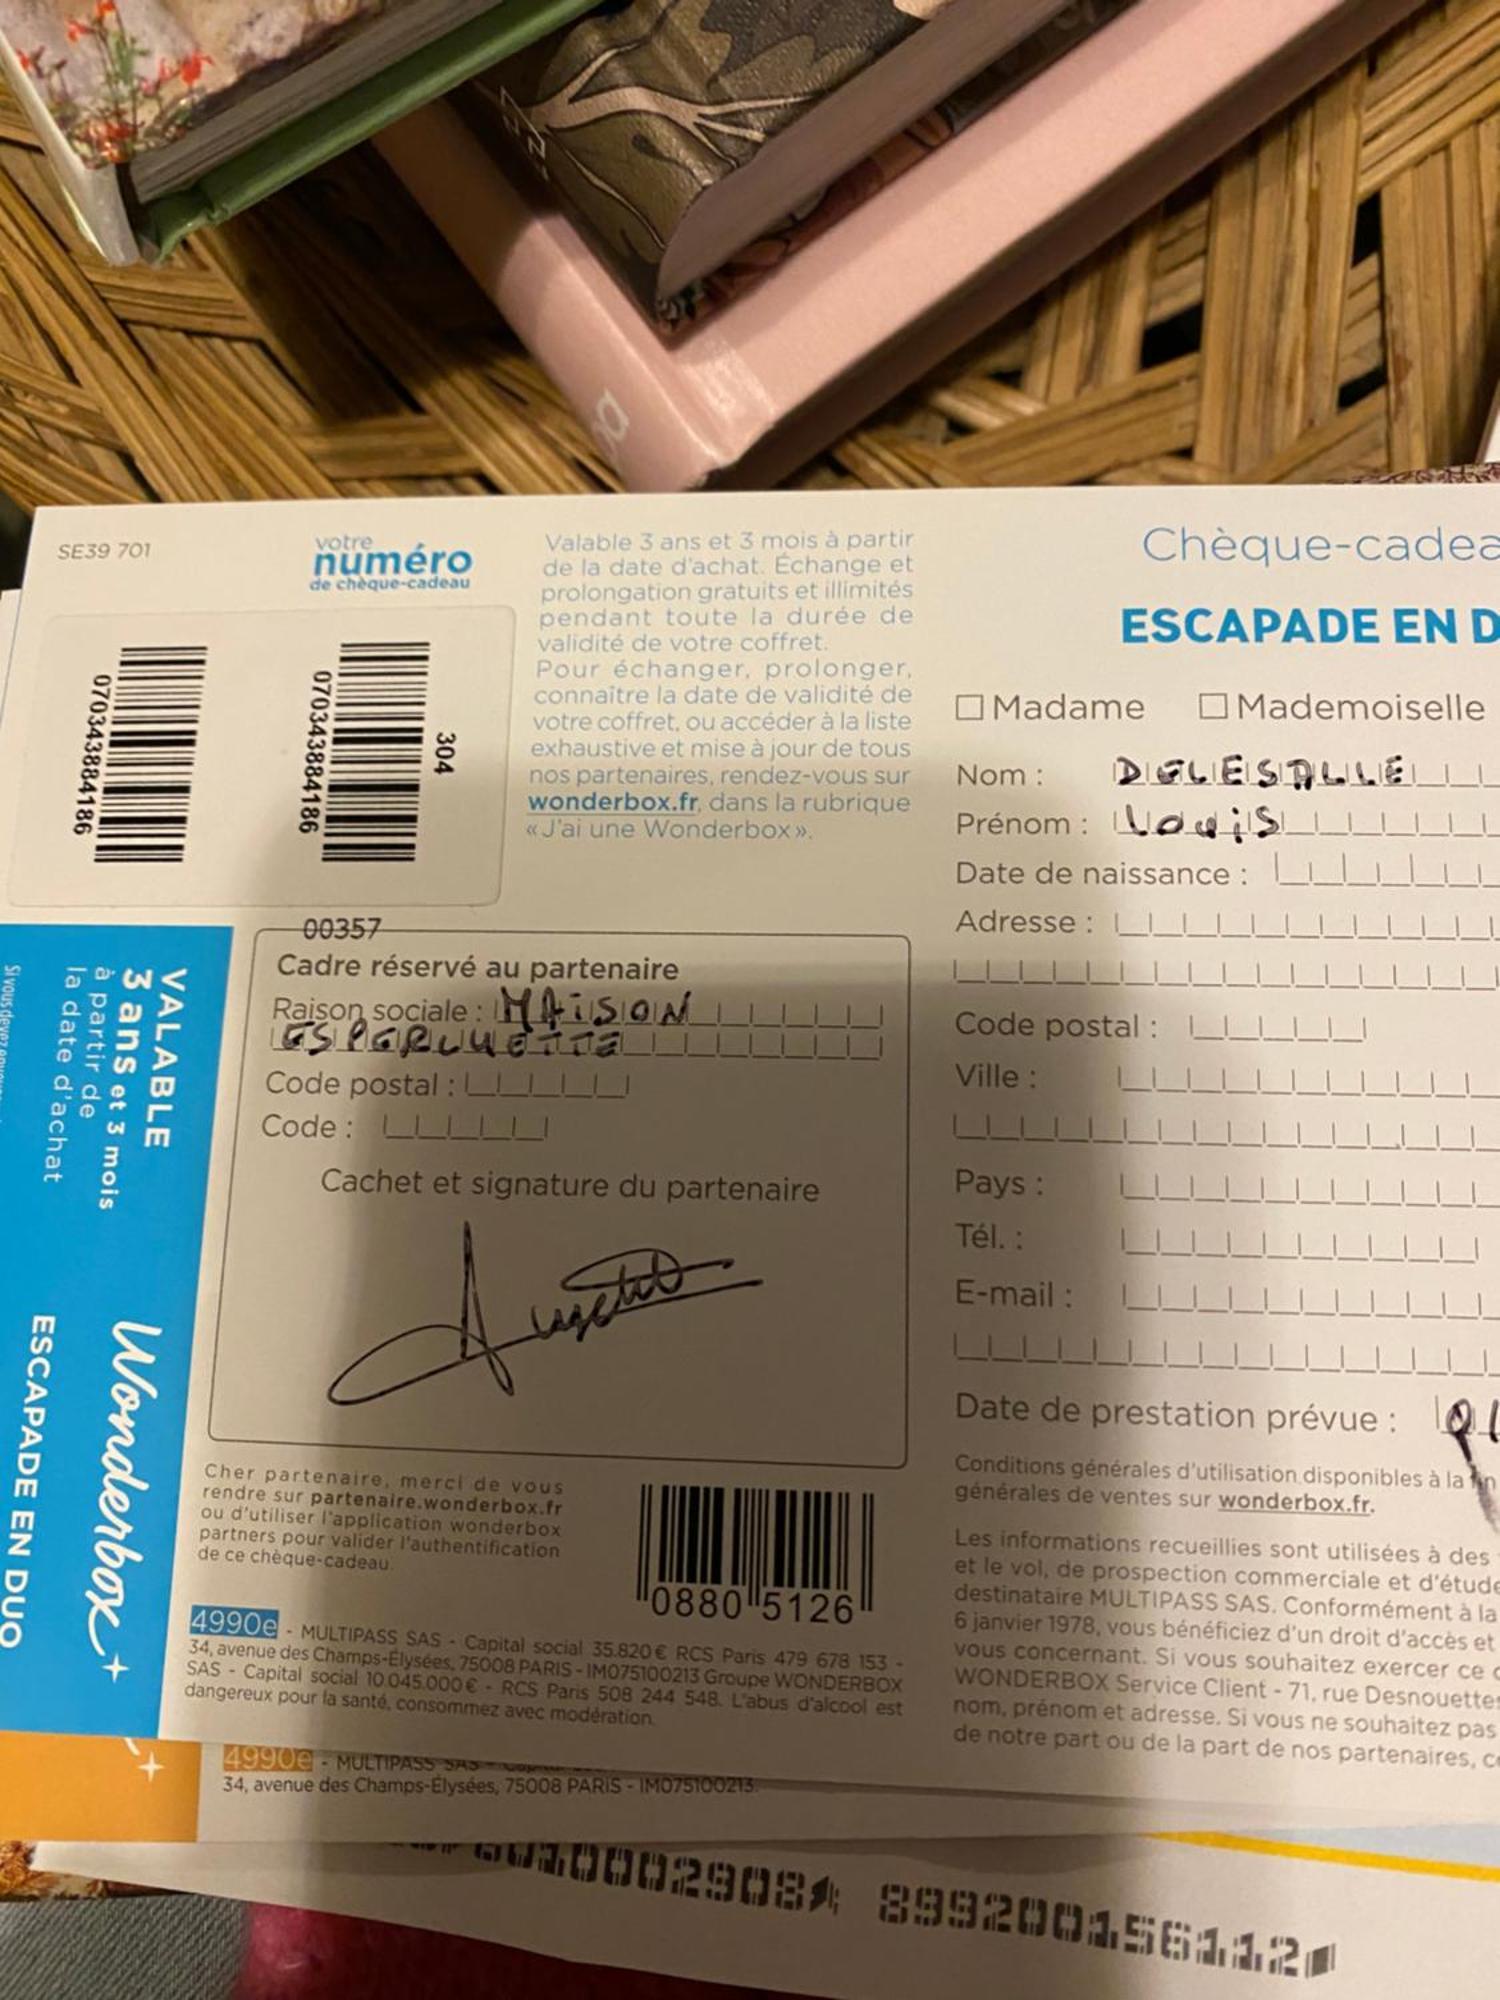 SE39 701
votre
numéro
de chèque-cadeau
070343884186
070343884186
304
Valable 3 ans et 3 mois à partir
de la date d'achat. Échange et
prolongation gratuits et illimités
pendant toute la durée de
validité de votre coffret.
Pour échanger, prolonger,
connaître la date de validité de
votre coffret, ou accéder à la liste
exhaustive et mise à jour de tous
nos partenaires, rendez-vous sur
wonderbox.fr, dans la rubrique
«J'ai une Wonderbox».
00357
Cadre réservé au partenaire
Raison sociale : MAISON
ESPERLUETTE
Code postal :
Code :
Cachet et signature du partenaire
Cher partenaire, merci de vous
rendre sur partenaire.wonderbox.fr
ou d'utiliser l'application wonderbox
partners pour valider l'authentification
de ce chèque-cadeau.
0880 5126
4990e - MULTIPASS SAS - Capital social 35.820 € RCS Paris 479 678 153 -
34, avenue des Champs-Élysées, 75008 PARIS - IM075100213 Groupe WONDERBOX
SAS - Capital social 10.045.000 € - RCS Paris 508 244 548. L'abus d'alcool est
dangereux pour la santé, consommez avec modération.
VALABLE
3 ans et 3 mois
à partir de
la date d'achat
Wonderbox+
ESCAPADE EN DUO
Chèque-cadea
ESCAPADE EN D
Madame Mademoiselle
Nom : DELESALLE
Prénom : Louis
Date de naissance :
Adresse :
Code postal :
Ville :
Pays :
Tél. :
E-mail :
Date de prestation prévue :
Conditions générales d'utilisation disponibles à la fin
générales de ventes sur wonderbox.fr.
Les informations recueillies sont utilisées à des
et le vol, de prospection commerciale et d'étude
destinataire MULTIPASS SAS. Conformément à la
6 janvier 1978, vous bénéficiez d'un droit d'accès et
vous concernant. Si vous souhaitez exercer ce
WONDERBOX Service Client - 71, rue Desnouettes
nom, prénom et adresse. Si vous ne souhaitez pas
de notre part ou de la part de nos partenaires,
4990e - MULTIPASS SAS -
34, avenue des Champs-Élysées, 75008 PARIS - IM075100213
899200156112